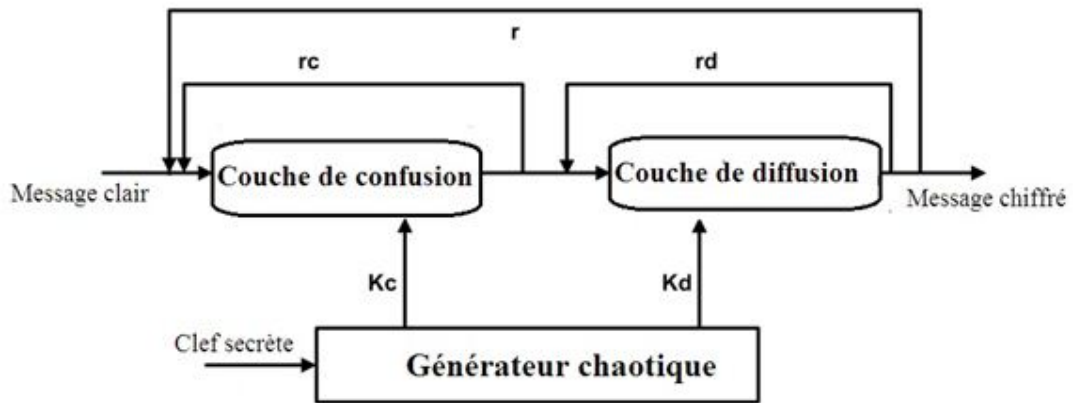 r
rc
rd
Couche de confusion
Couche de diffusion
Message clair
Message chiffré
Kc
Kd
Clef secrète
Générateur chaotique